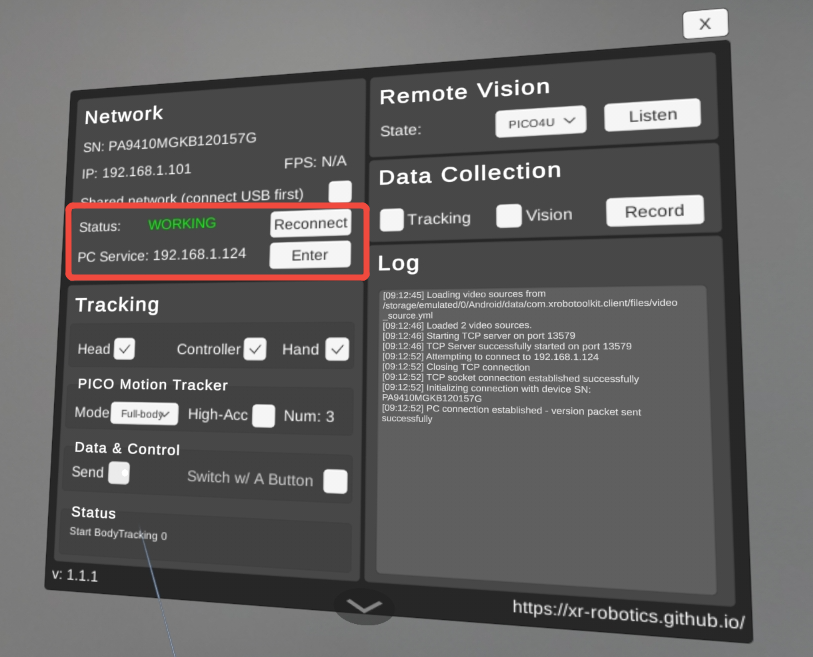 X
Network
SN: PA9410MGKB120157G
IP: 192.168.1.101 FPS: N/A
Shared network (connect USB first)
Status: WORKING Reconnect
PC Service: 192.168.1.124 Enter
Tracking
Head Controller Hand
PICO Motion Tracker
Mode Full-body High-Acc Num: 3
Data & Control
Send Switch w/ A Button
Status
Start BodyTracking 0
v: 1.1.1
Remote Vision
State: PICO4U Listen
Data Collection
Tracking Vision Record
Log
[09:12:45] Loading video sources from
/storage/emulated/0/Android/data/com.xrobotoolkit.client/files/video
_source.yml
[09:12:46] Loaded 2 video sources.
[09:12:46] Starting TCP server on port 13579
[09:12:46] TCP Server successfully started on port 13579
[09:12:52] Attempting to connect to 192.168.1.124
[09:12:52] Closing TCP connection
[09:12:52] TCP socket connection established successfully
[09:12:52] Initializing connection with device SN:
PA9410MGKB120157G
[09:12:52] PC connection established - version packet sent
successfully
https://xr-robotics.github.io/